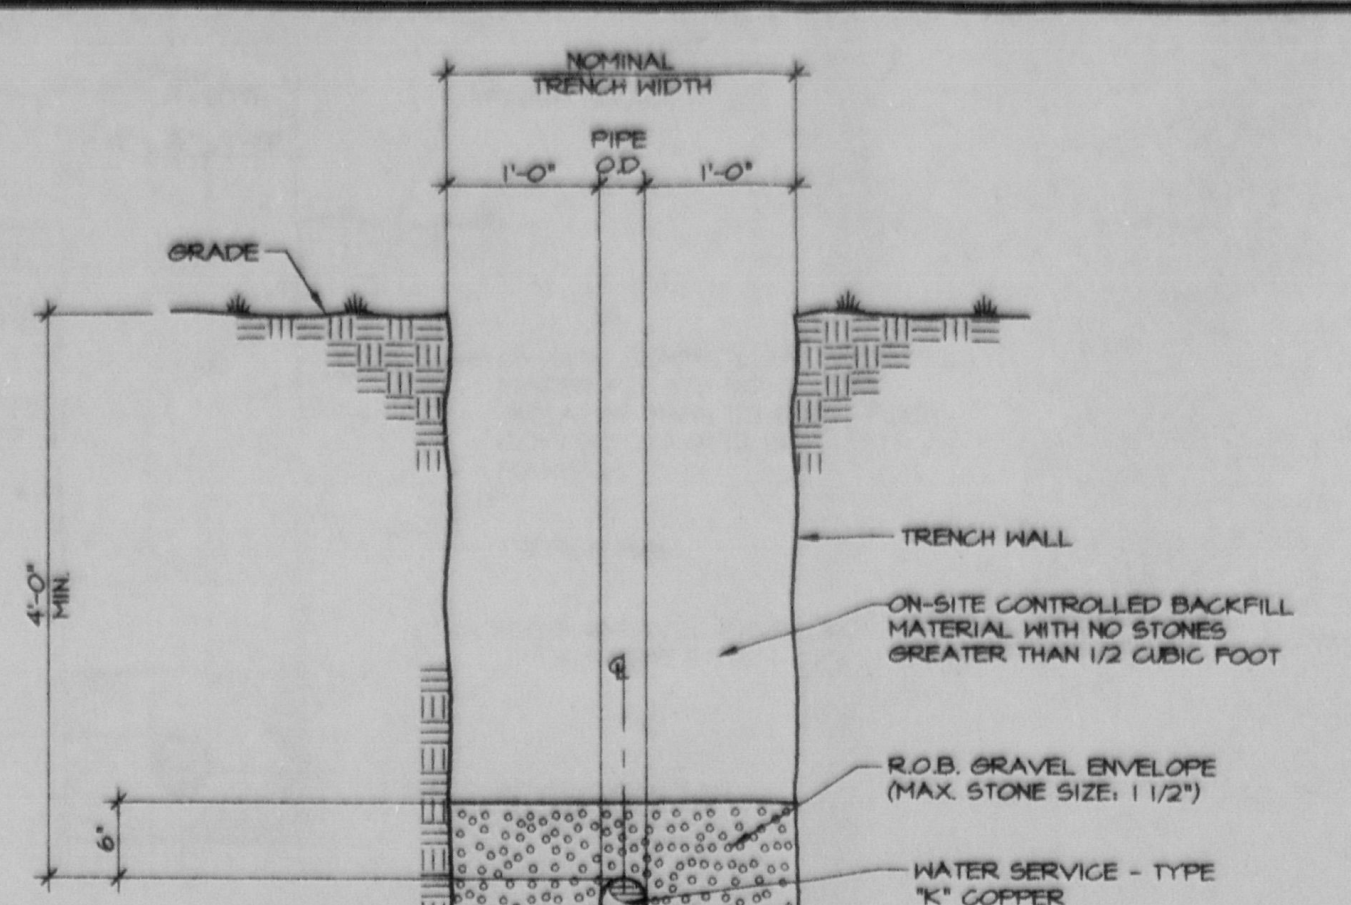 NOMINAL
TRENCH WIDTH
PIPE
O.D.
1'-0"
1'-0"
GRADE
4'-0"
MIN.
TRENCH WALL
ON-SITE CONTROLLED BACKFILL
MATERIAL WITH NO STONES
GREATER THAN 1/2 CUBIC FOOT
℄
R.O.B. GRAVEL ENVELOPE
(MAX. STONE SIZE: 1 1/2")
6"
WATER SERVICE - TYPE
"K" COPPER